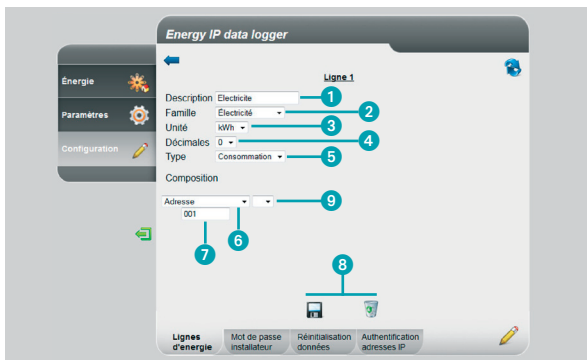 Energy IP data logger
Ligne 1
Énergie
Paramètres
Configuration
Description Electricite 1
Famille Électricité 2
Unité kWh 3
Décimales 0 4
Type Consommation 5
Composition
Adresse 9
001
6
7
8
Lignes d'energie
Mot de passe installateur
Réinitialisation données
Authentification adresses IP